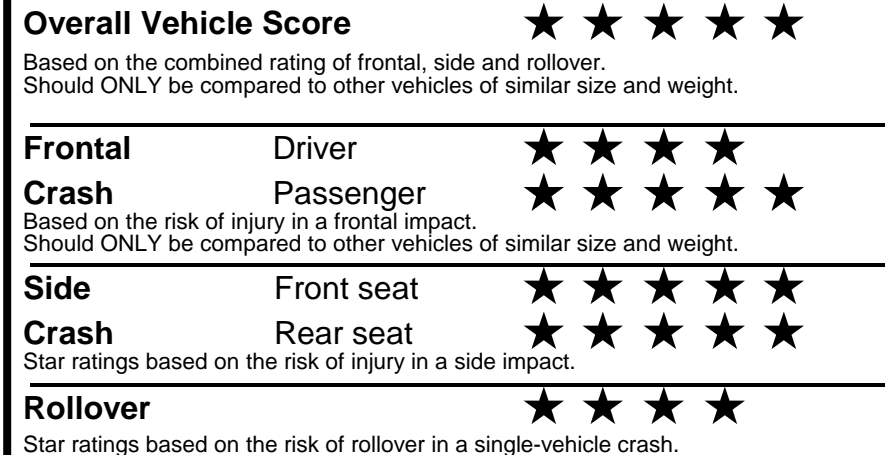 Overall Vehicle Score ★ ★ ★ ★ ★
Based on the combined rating of frontal, side and rollover.
Should ONLY be compared to other vehicles of similar size and weight.
Frontal Driver ★ ★ ★ ★
Crash Passenger ★ ★ ★ ★ ★
Based on the risk of injury in a frontal impact.
Should ONLY be compared to other vehicles of similar size and weight.
Side Front seat ★ ★ ★ ★ ★
Crash Rear seat ★ ★ ★ ★ ★
Star ratings based on the risk of injury in a side impact.
Rollover ★ ★ ★ ★
Star ratings based on the risk of rollover in a single-vehicle crash.